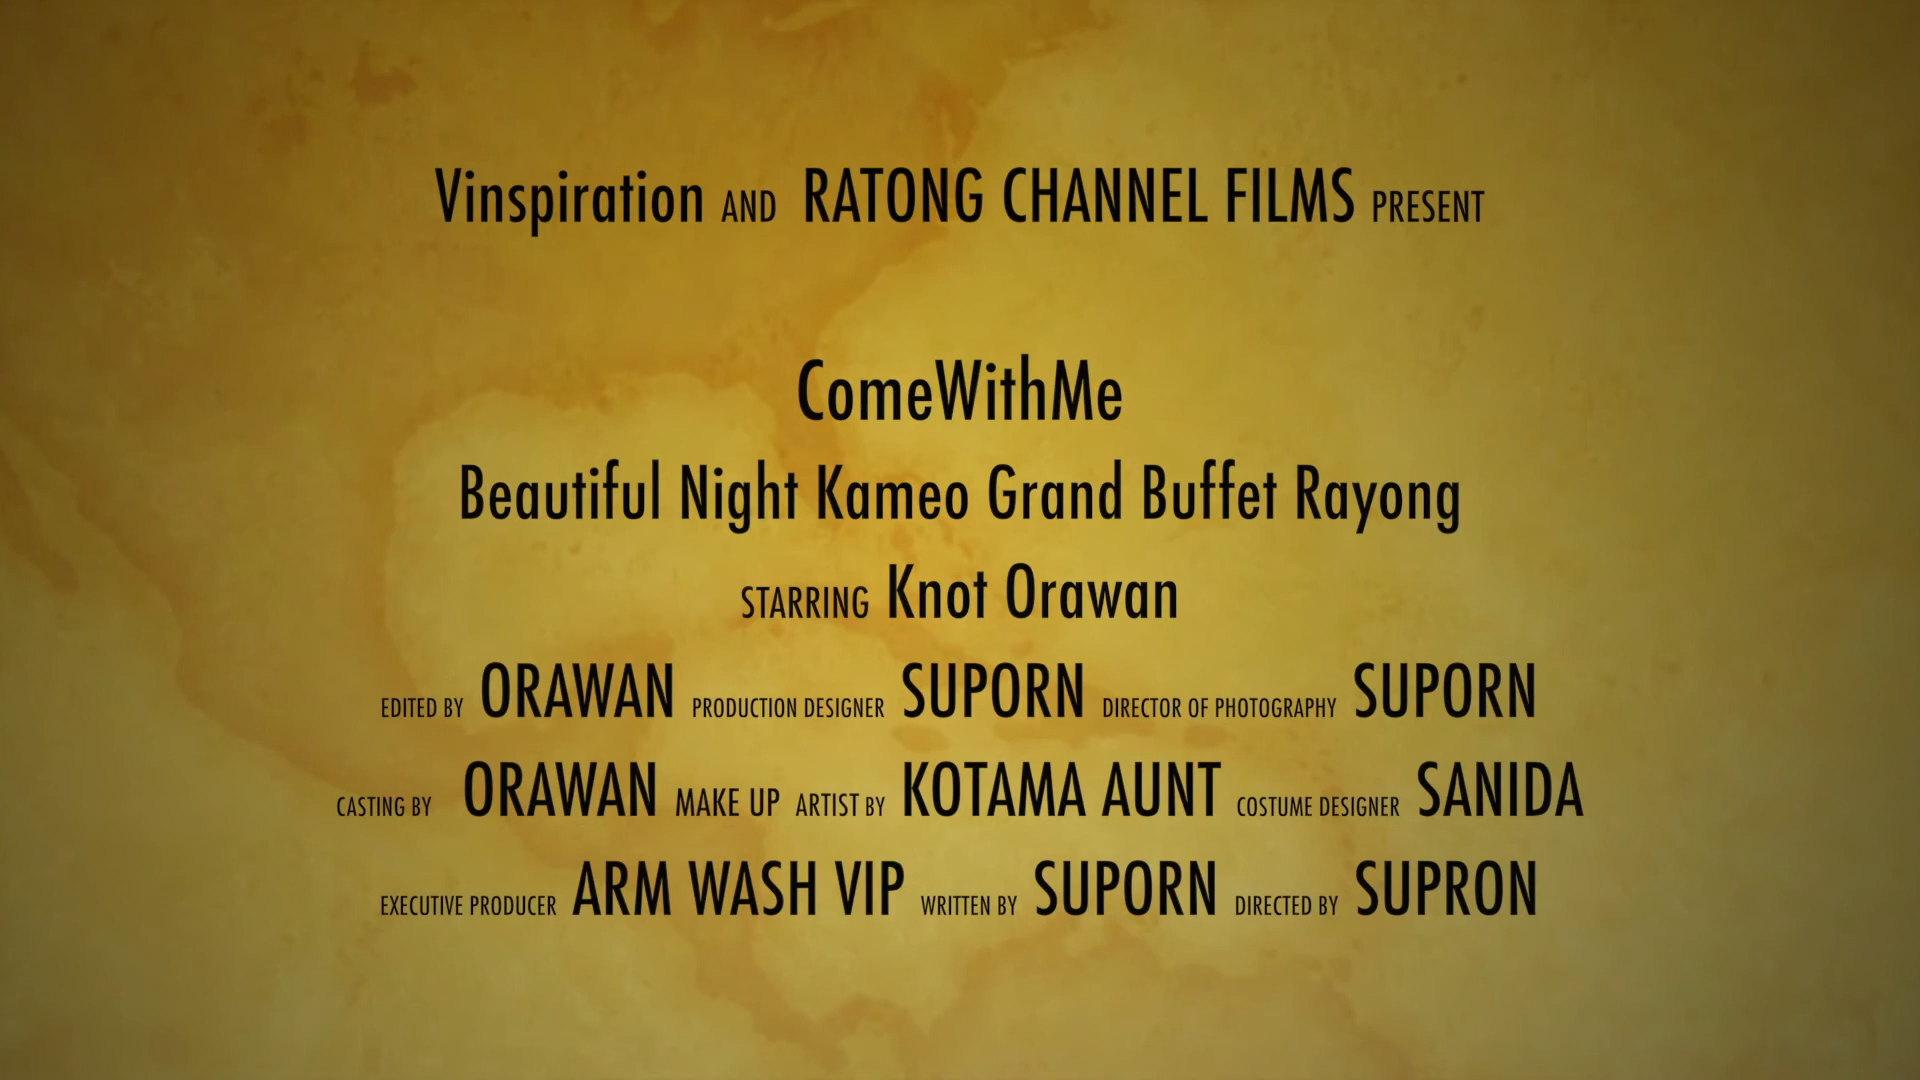 Vinspiration AND RATONG CHANNEL FILMS PRESENT
ComeWithMe
Beautiful Night Kameo Grand Buffet Rayong
STARRING Knot Orawan
EDITED BY ORAWAN PRODUCTION DESIGNER SUPORN DIRECTOR OF PHOTOGRAPHY SUPORN
CASTING BY ORAWAN MAKE UP ARTIST BY KOTAMA AUNT COSTUME DESIGNER SANIDA
EXECUTIVE PRODUCER ARM WASH VIP WRITTEN BY SUPORN DIRECTED BY SUPRON